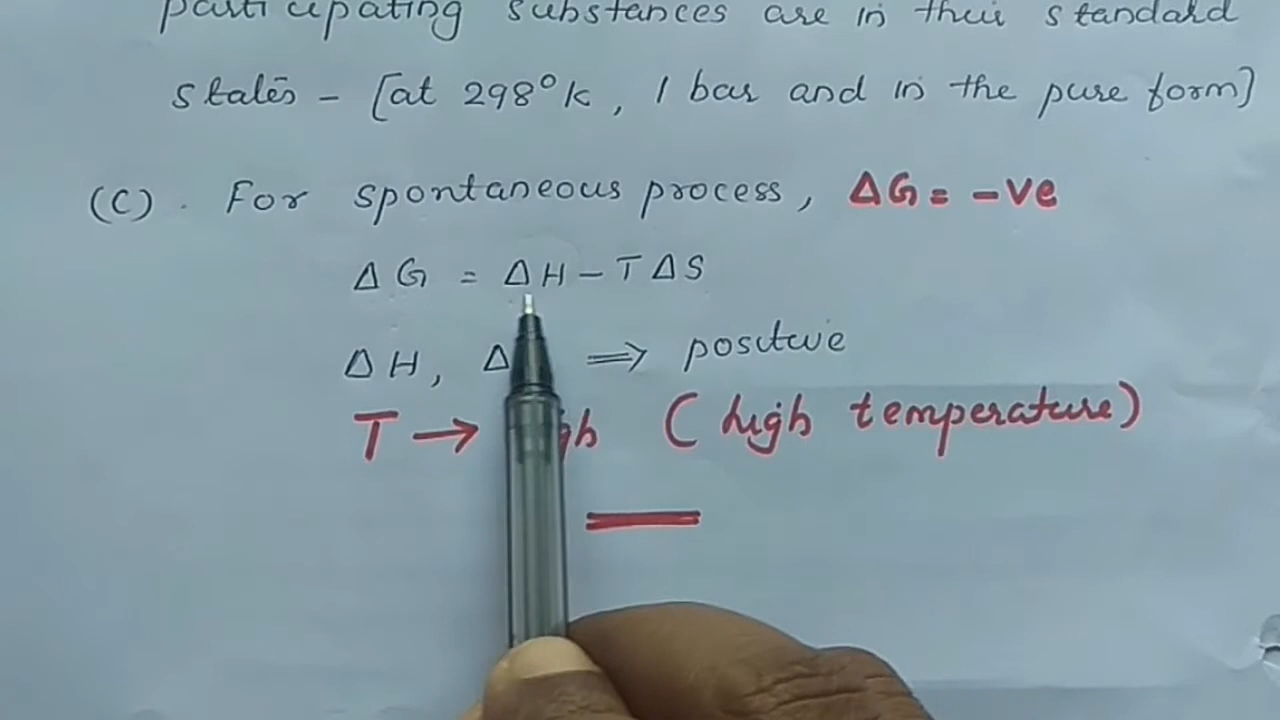 participating substances are in their standard
states - [at 298°K, 1 bar and in the pure form]
(C). For spontaneous process, ΔG = -ve
ΔG = ΔH - TΔS
ΔH, Δ ⟹ positive
T → gh (high temperature)